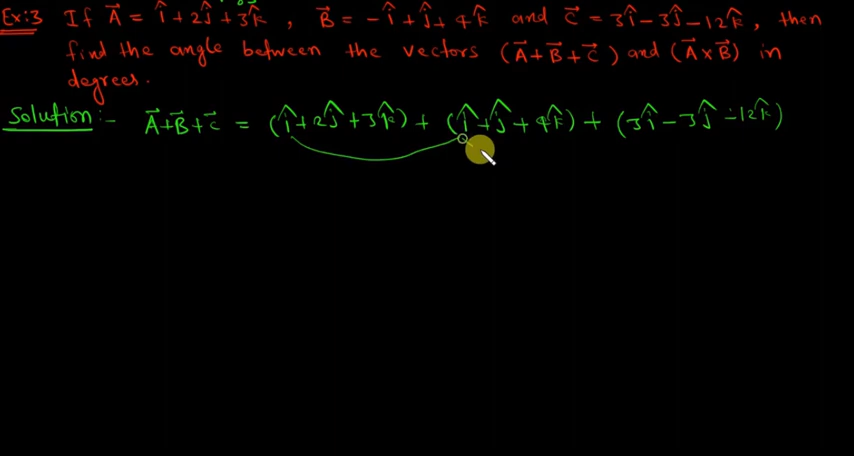 Ex:3 If A⃗ = î + 2ĵ + 3k̂ , B⃗ = -î + ĵ + 4k̂ and C⃗ = 3î - 3ĵ - 12k̂ , then
find the angle between the vectors (A⃗+B⃗+C⃗) and (A⃗×B⃗) in
degrees.
Solution:- A⃗+B⃗+C⃗ = (î+2ĵ+3k̂) + (î+ĵ+4k̂) + (3î-3ĵ-12k̂)